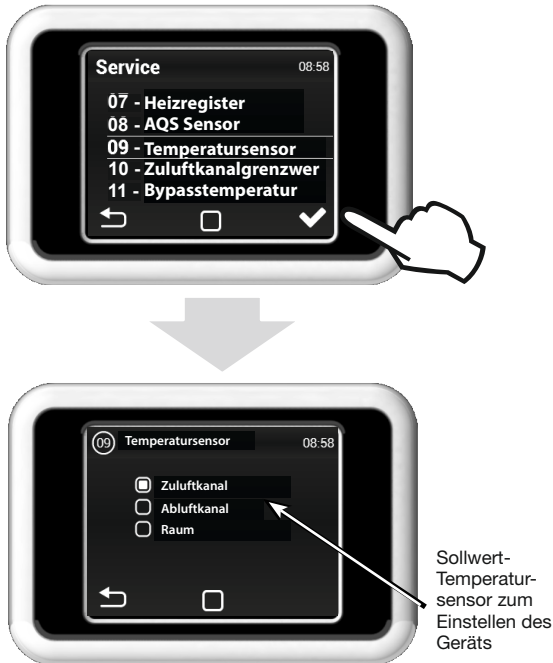 Service 08:58
07 - Heizregister
08 - AQS Sensor
09 - Temperatursensor
10 - Zuluftkanalgrenzwer
11 - Bypasstemperatur
09 Temperatursensor 08:58
Zuluftkanal
Abluftkanal
Raum
Sollwert-
Temperatur-
sensor zum
Einstellen des
Geräts